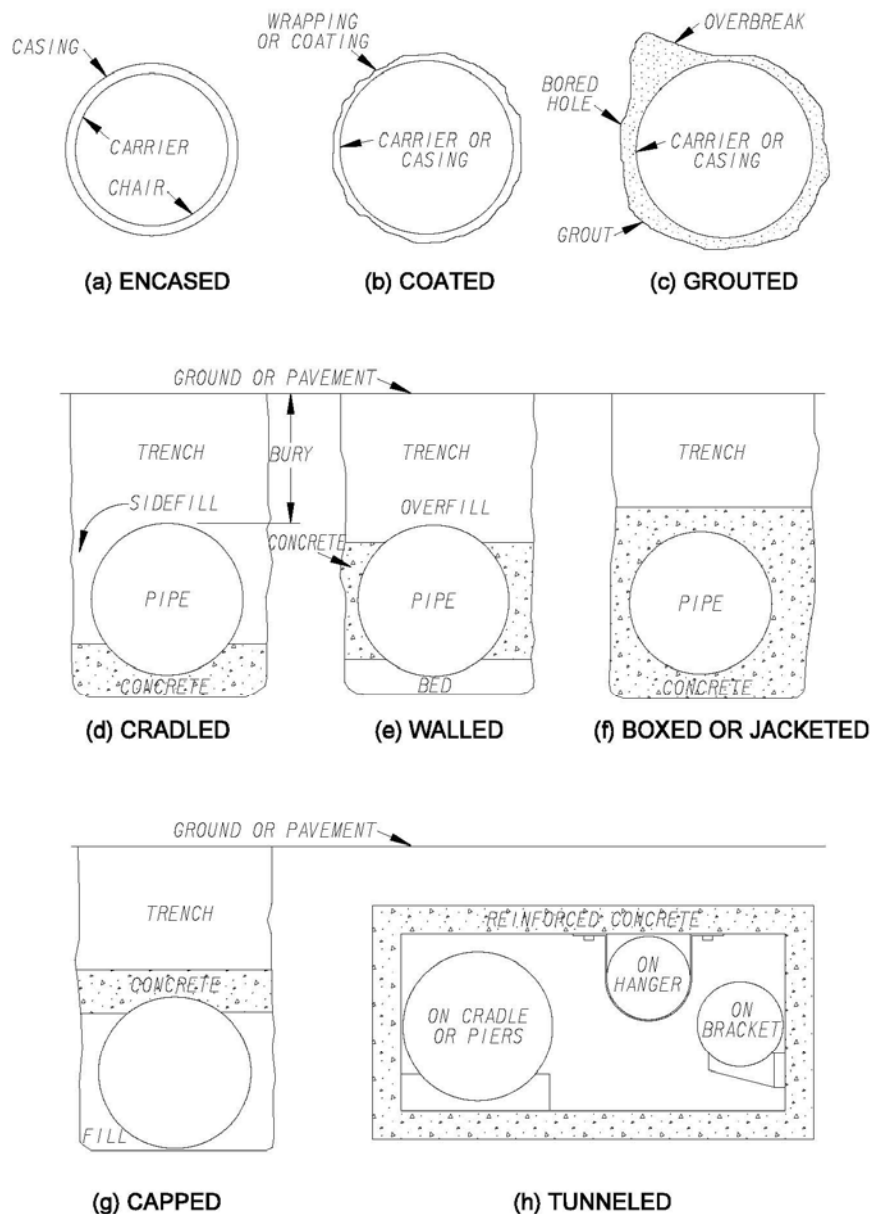 CASING
CARRIER
CHAIR
(a) ENCASED
WRAPPING
OR COATING
CARRIER OR
CASING
(b) COATED
OVERBREAK
BORED
HOLE
CARRIER OR
CASING
GROUT
(c) GROUTED
GROUND OR PAVEMENT
TRENCH
SIDEFILL
PIPE
CONCRETE
(d) CRADLED
BURY
TRENCH
OVERFILL
CONCRETE
PIPE
BED
(e) WALLED
TRENCH
PIPE
CONCRETE
(f) BOXED OR JACKETED
GROUND OR PAVEMENT
TRENCH
CONCRETE
FILL
(g) CAPPED
REINFORCED CONCRETE
ON CRADLE
OR PIERS
ON
HANGER
ON
BRACKET
(h) TUNNELED